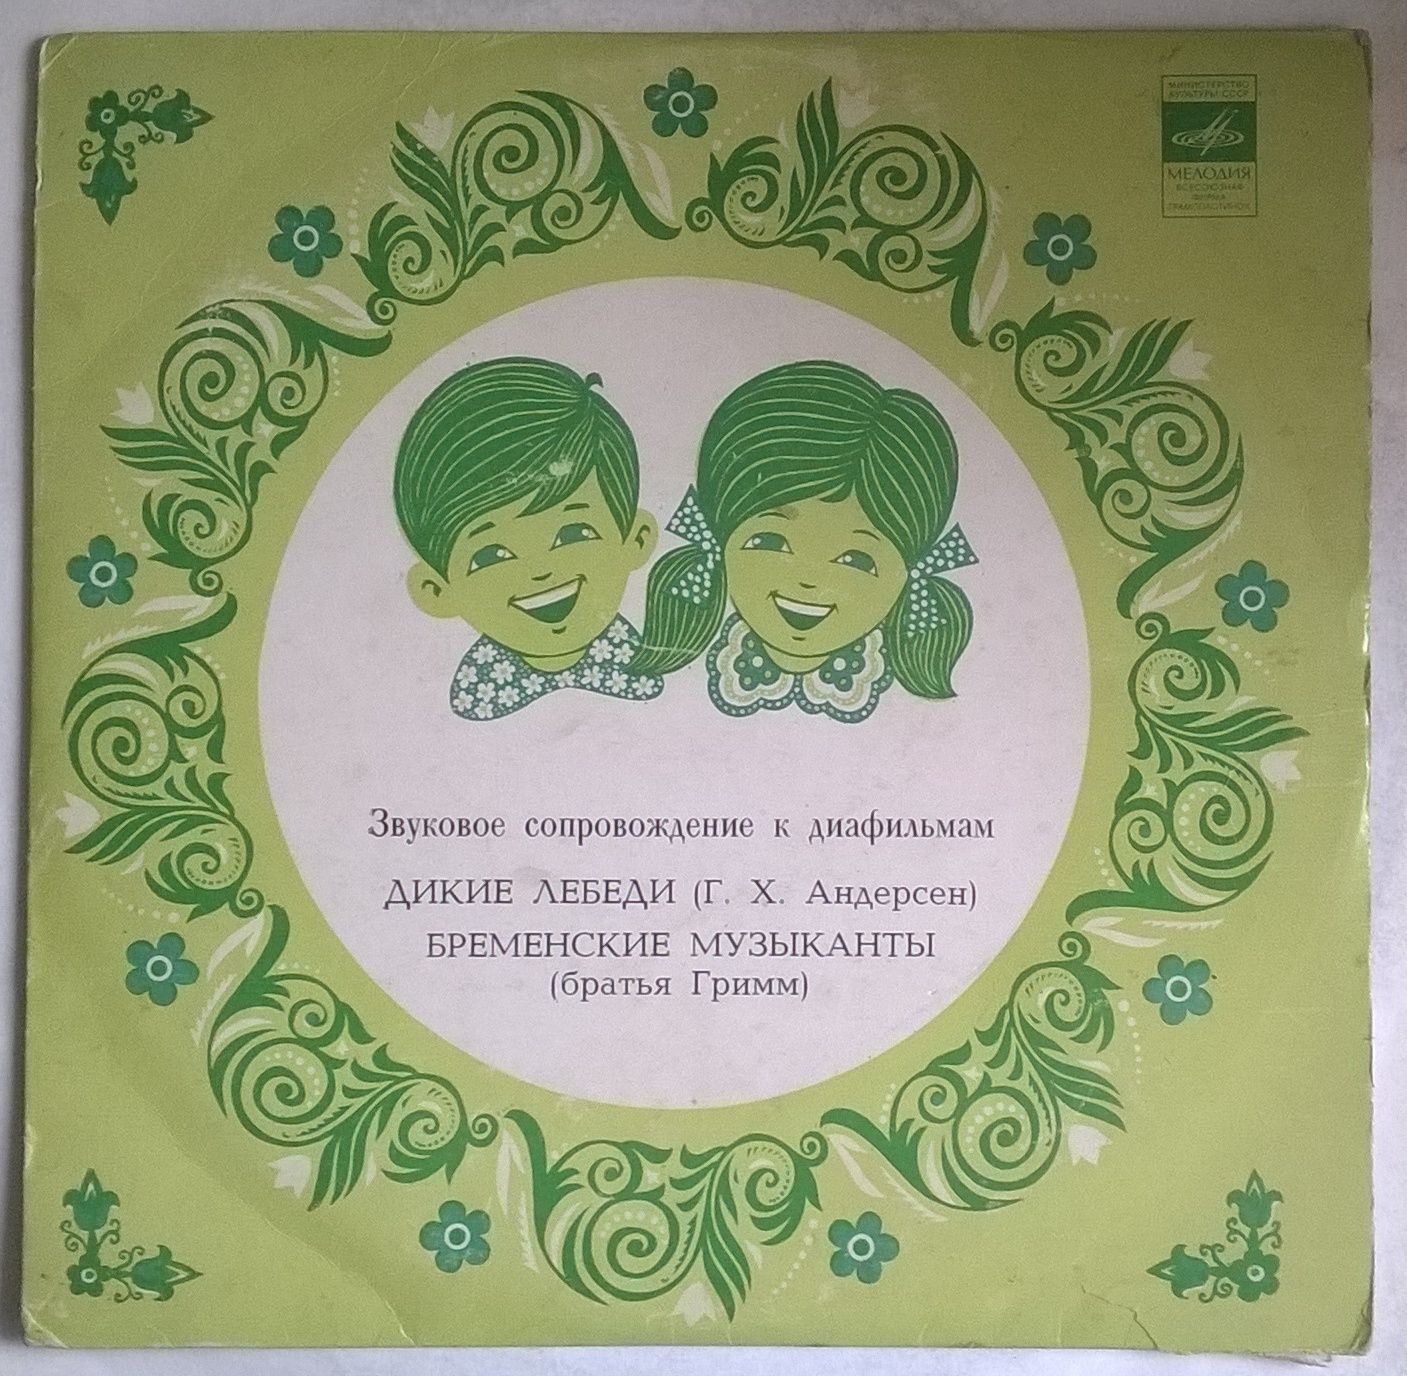 МИНИСТЕРСТВО
КУЛЬТУРЫ СССР
МЕЛОДИЯ
ВСЕСОЮЗНАЯ
ФИРМА
ГРАМПЛАСТИНОК
Звуковое сопровождение к диафильмам
ДИКИЕ ЛЕБЕДИ (Г. Х. Андерсен)
БРЕМЕНСКИЕ МУЗЫКАНТЫ
(братья Гримм)